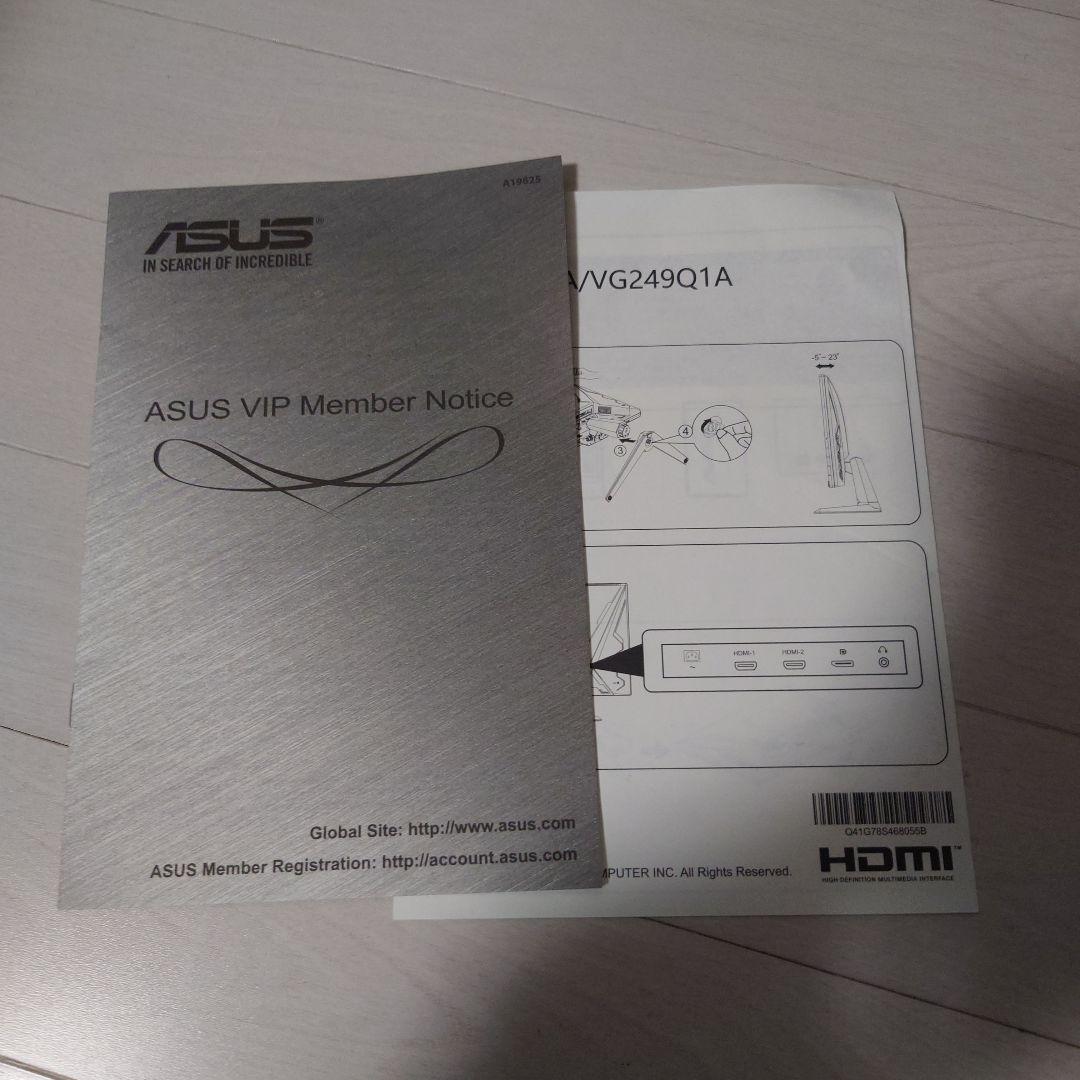 A19825
ASUS®
IN SEARCH OF INCREDIBLE
ASUS VIP Member Notice
Global Site: http://www.asus.com
ASUS Member Registration: http://account.asus.com
A/VG249Q1A
-5°~ 23°
3
4
HDMI-1 HDMI-2
Q41G78S468055B
HDMI™
HIGH-DEFINITION MULTIMEDIA INTERFACE
MPUTER INC. All Rights Reserved.